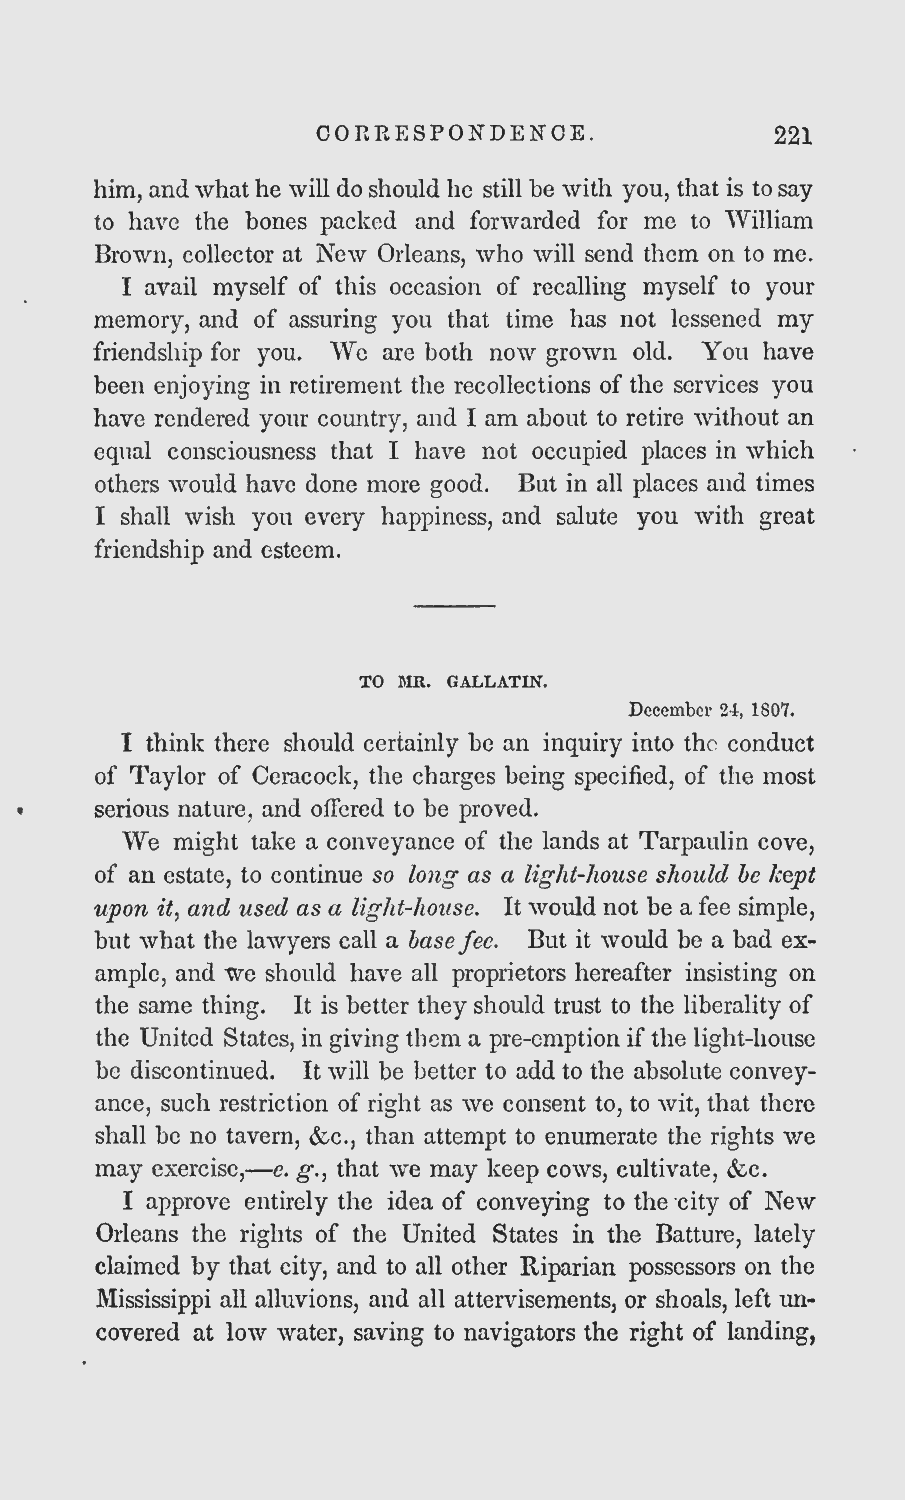 CORRESPONDENCE. 221
him, and what he will do should he still be with you, that is to say
to have the bones packed and forwarded for me to William
Brown, collector at New Orleans, who will send them on to me.
I avail myself of this occasion of recalling myself to your
memory, and of assuring you that time has not lessened my
friendship for you. We are both now grown old. You have
been enjoying in retirement the recollections of the services you
have rendered your country, and I am about to retire without an
equal consciousness that I have not occupied places in which
others would have done more good. But in all places and times
I shall wish you every happiness, and salute you with great
friendship and esteem.
TO MR. GALLATIN.
December 24, 1807.
I think there should certainly be an inquiry into the conduct
of Taylor of Ceracock, the charges being specified, of the most
serious nature, and offered to be proved.
We might take a conveyance of the lands at Tarpaulin cove,
of an estate, to continue so long as a light-house should be kept
upon it, and used as a light-house. It would not be a fee simple,
but what the lawyers call a base fee. But it would be a bad ex-
ample, and we should have all proprietors hereafter insisting on
the same thing. It is better they should trust to the liberality of
the United States, in giving them a pre-emption if the light-house
be discontinued. It will be better to add to the absolute convey-
ance, such restriction of right as we consent to, to wit, that there
shall be no tavern, &c., than attempt to enumerate the rights we
may exercise,—e. g., that we may keep cows, cultivate, &c.
I approve entirely the idea of conveying to the city of New
Orleans the rights of the United States in the Batture, lately
claimed by that city, and to all other Riparian possessors on the
Mississippi all alluvions, and all attervisements, or shoals, left un-
covered at low water, saving to navigators the right of landing,